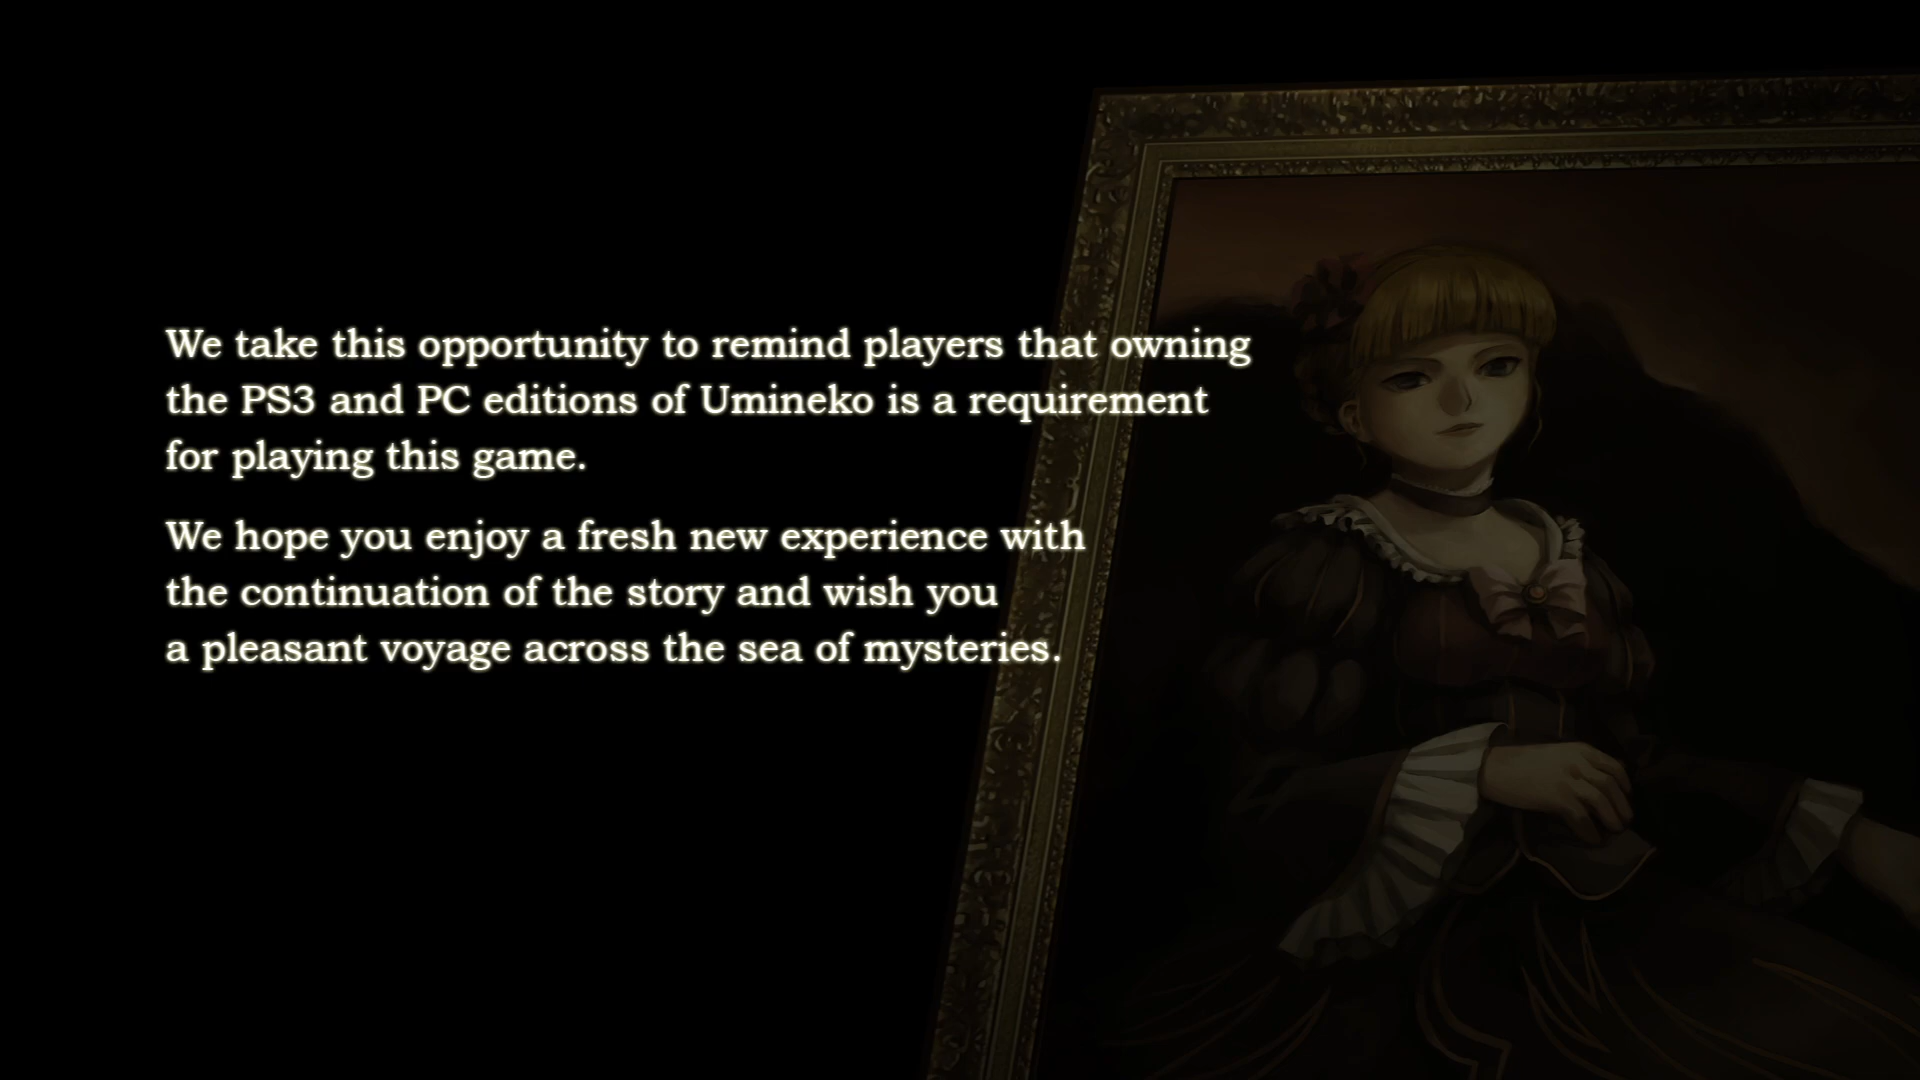 We take this opportunity to remind players that owning
the PS3 and PC editions of Umineko is a requirement
for playing this game.
We hope you enjoy a fresh new experience with
the continuation of the story and wish you
a pleasant voyage across the sea of mysteries.